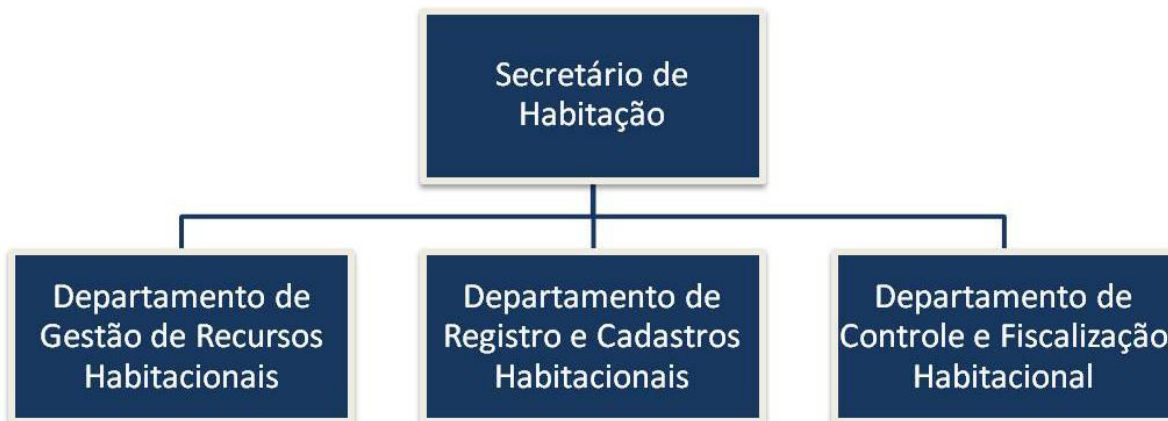 Secretário de
Habitação
Departamento de
Gestão de Recursos
Habitacionais
Departamento de
Registro e Cadastros
Habitacionais
Departamento de
Controle e Fiscalização
Habitacional